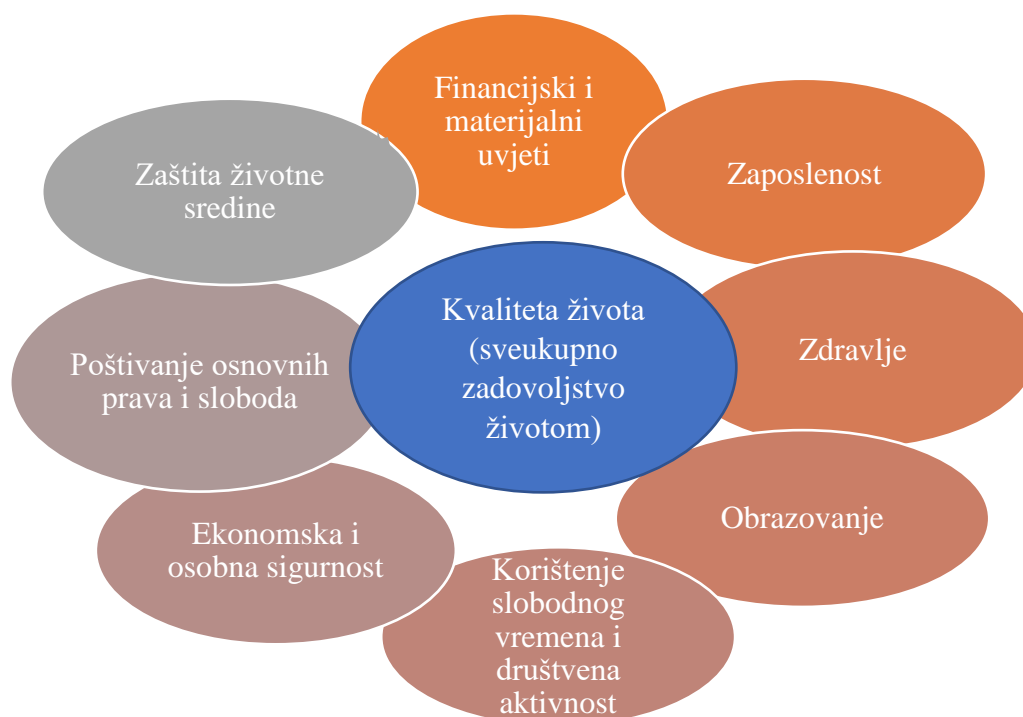 Financijski i
materijalni
uvjeti
Zaposlenost
Zdravlje
Obrazovanje
Korištenje
slobodnog
vremena i
društvena
aktivnost
Ekonomska i
osobna sigurnost
Poštivanje osnovnih
prava i sloboda
Zaštita životne
sredine
Kvaliteta života
(sveukupno
zadovoljstvo
životom)